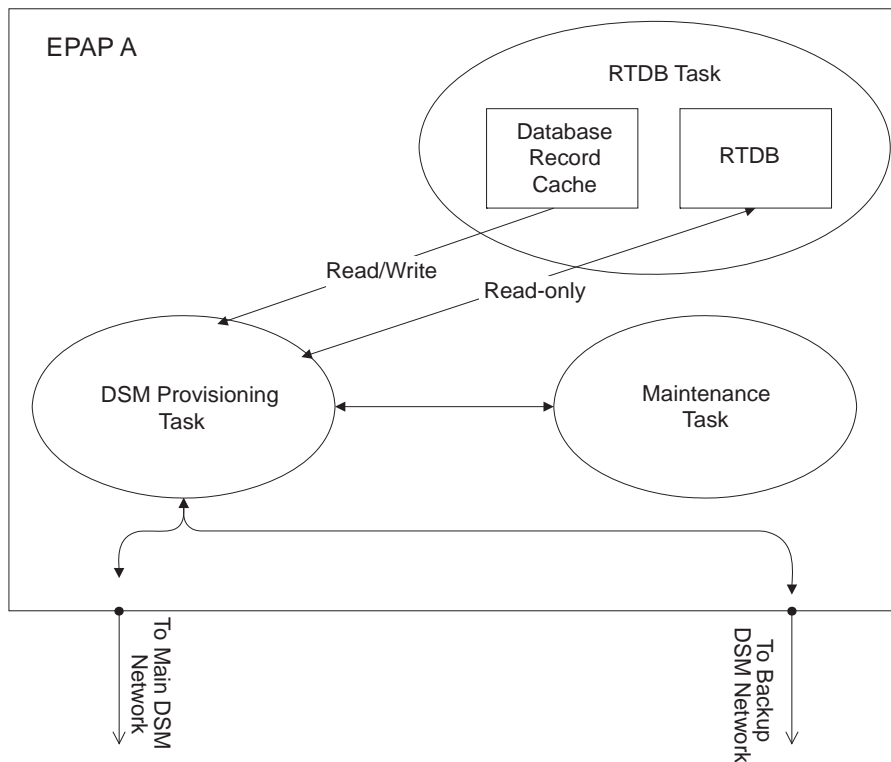 EPAP A
RTDB Task
Database
Record
Cache
RTDB
Read/Write
Read-only
DSM Provisioning
Task
Maintenance
Task
To Main DSM
Network
To Backup
DSM Network